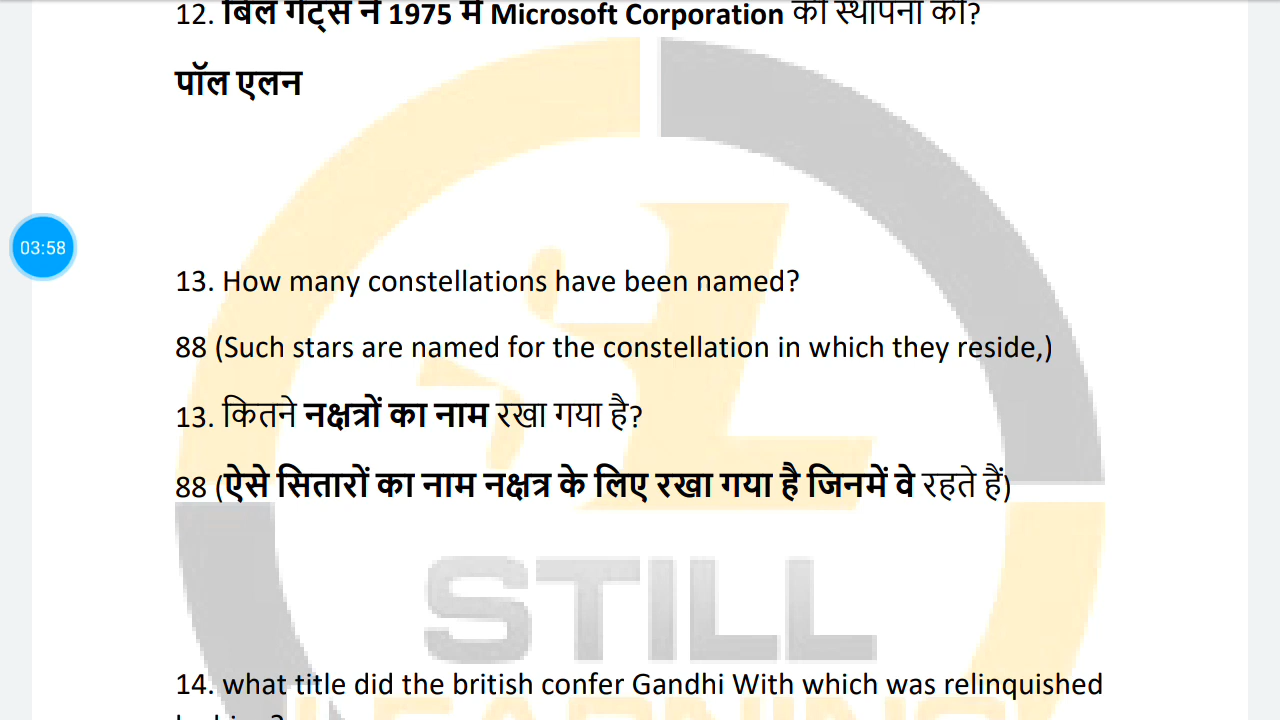 12. बिल गेट्स ने 1975 में Microsoft Corporation की स्थापना की?
पॉल एलन
03:58
13. How many constellations have been named?
88 (Such stars are named for the constellation in which they reside,)
13. कितने नक्षत्रों का नाम रखा गया है?
88 (ऐसे सितारों का नाम नक्षत्र के लिए रखा गया है जिनमें वे रहते हैं)
STILL
14. what title did the british confer Gandhi With which was relinquished
LEARNING